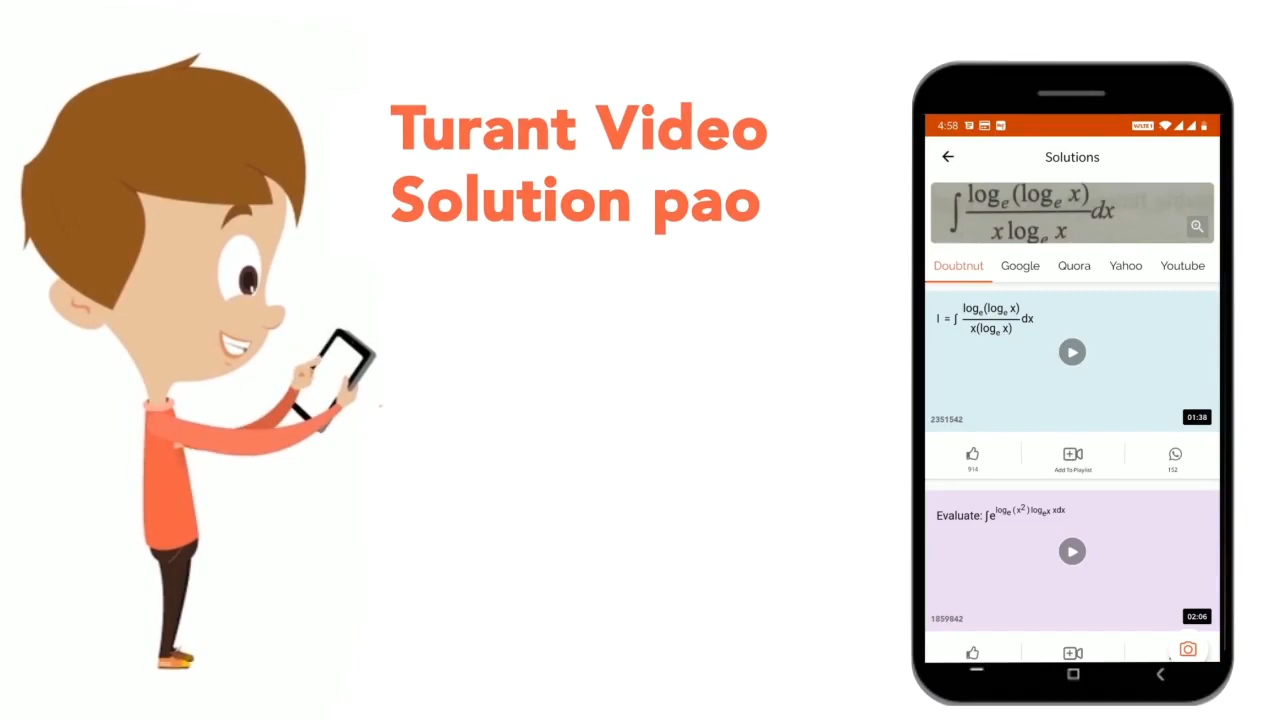 Turant Video
Solution pao
4:58
VoLTE1
Solutions
∫ logₑ(logₑ x) / x logₑ x dx
Doubtnut Google Quora Yahoo Youtube
I = ∫ logₑ(logₑ x) / x(logₑ x) dx
2351542 01:38
914 Add To Playlist 152
Evaluate: ∫e^logₑ(x²)logₑx xdx
1859842 02:06